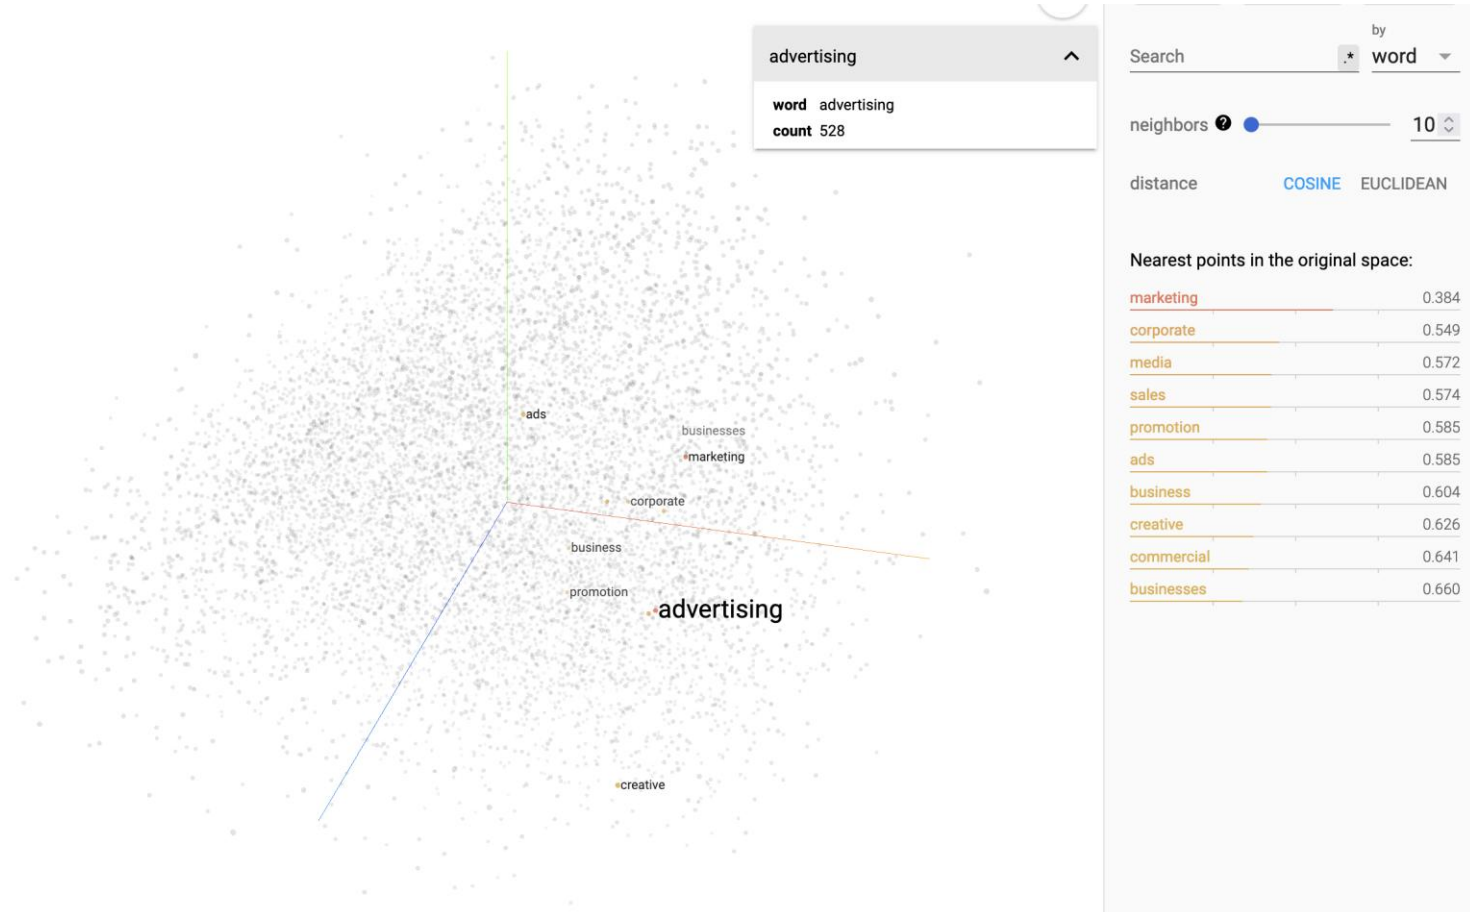 advertising
word advertising
count 528
ads
businesses
marketing
corporate
business
promotion
advertising
creative
by
Search .* word
neighbors ? 10
distance COSINE EUCLIDEAN
Nearest points in the original space:
marketing 0.384
corporate 0.549
media 0.572
sales 0.574
promotion 0.585
ads 0.585
business 0.604
creative 0.626
commercial 0.641
businesses 0.660